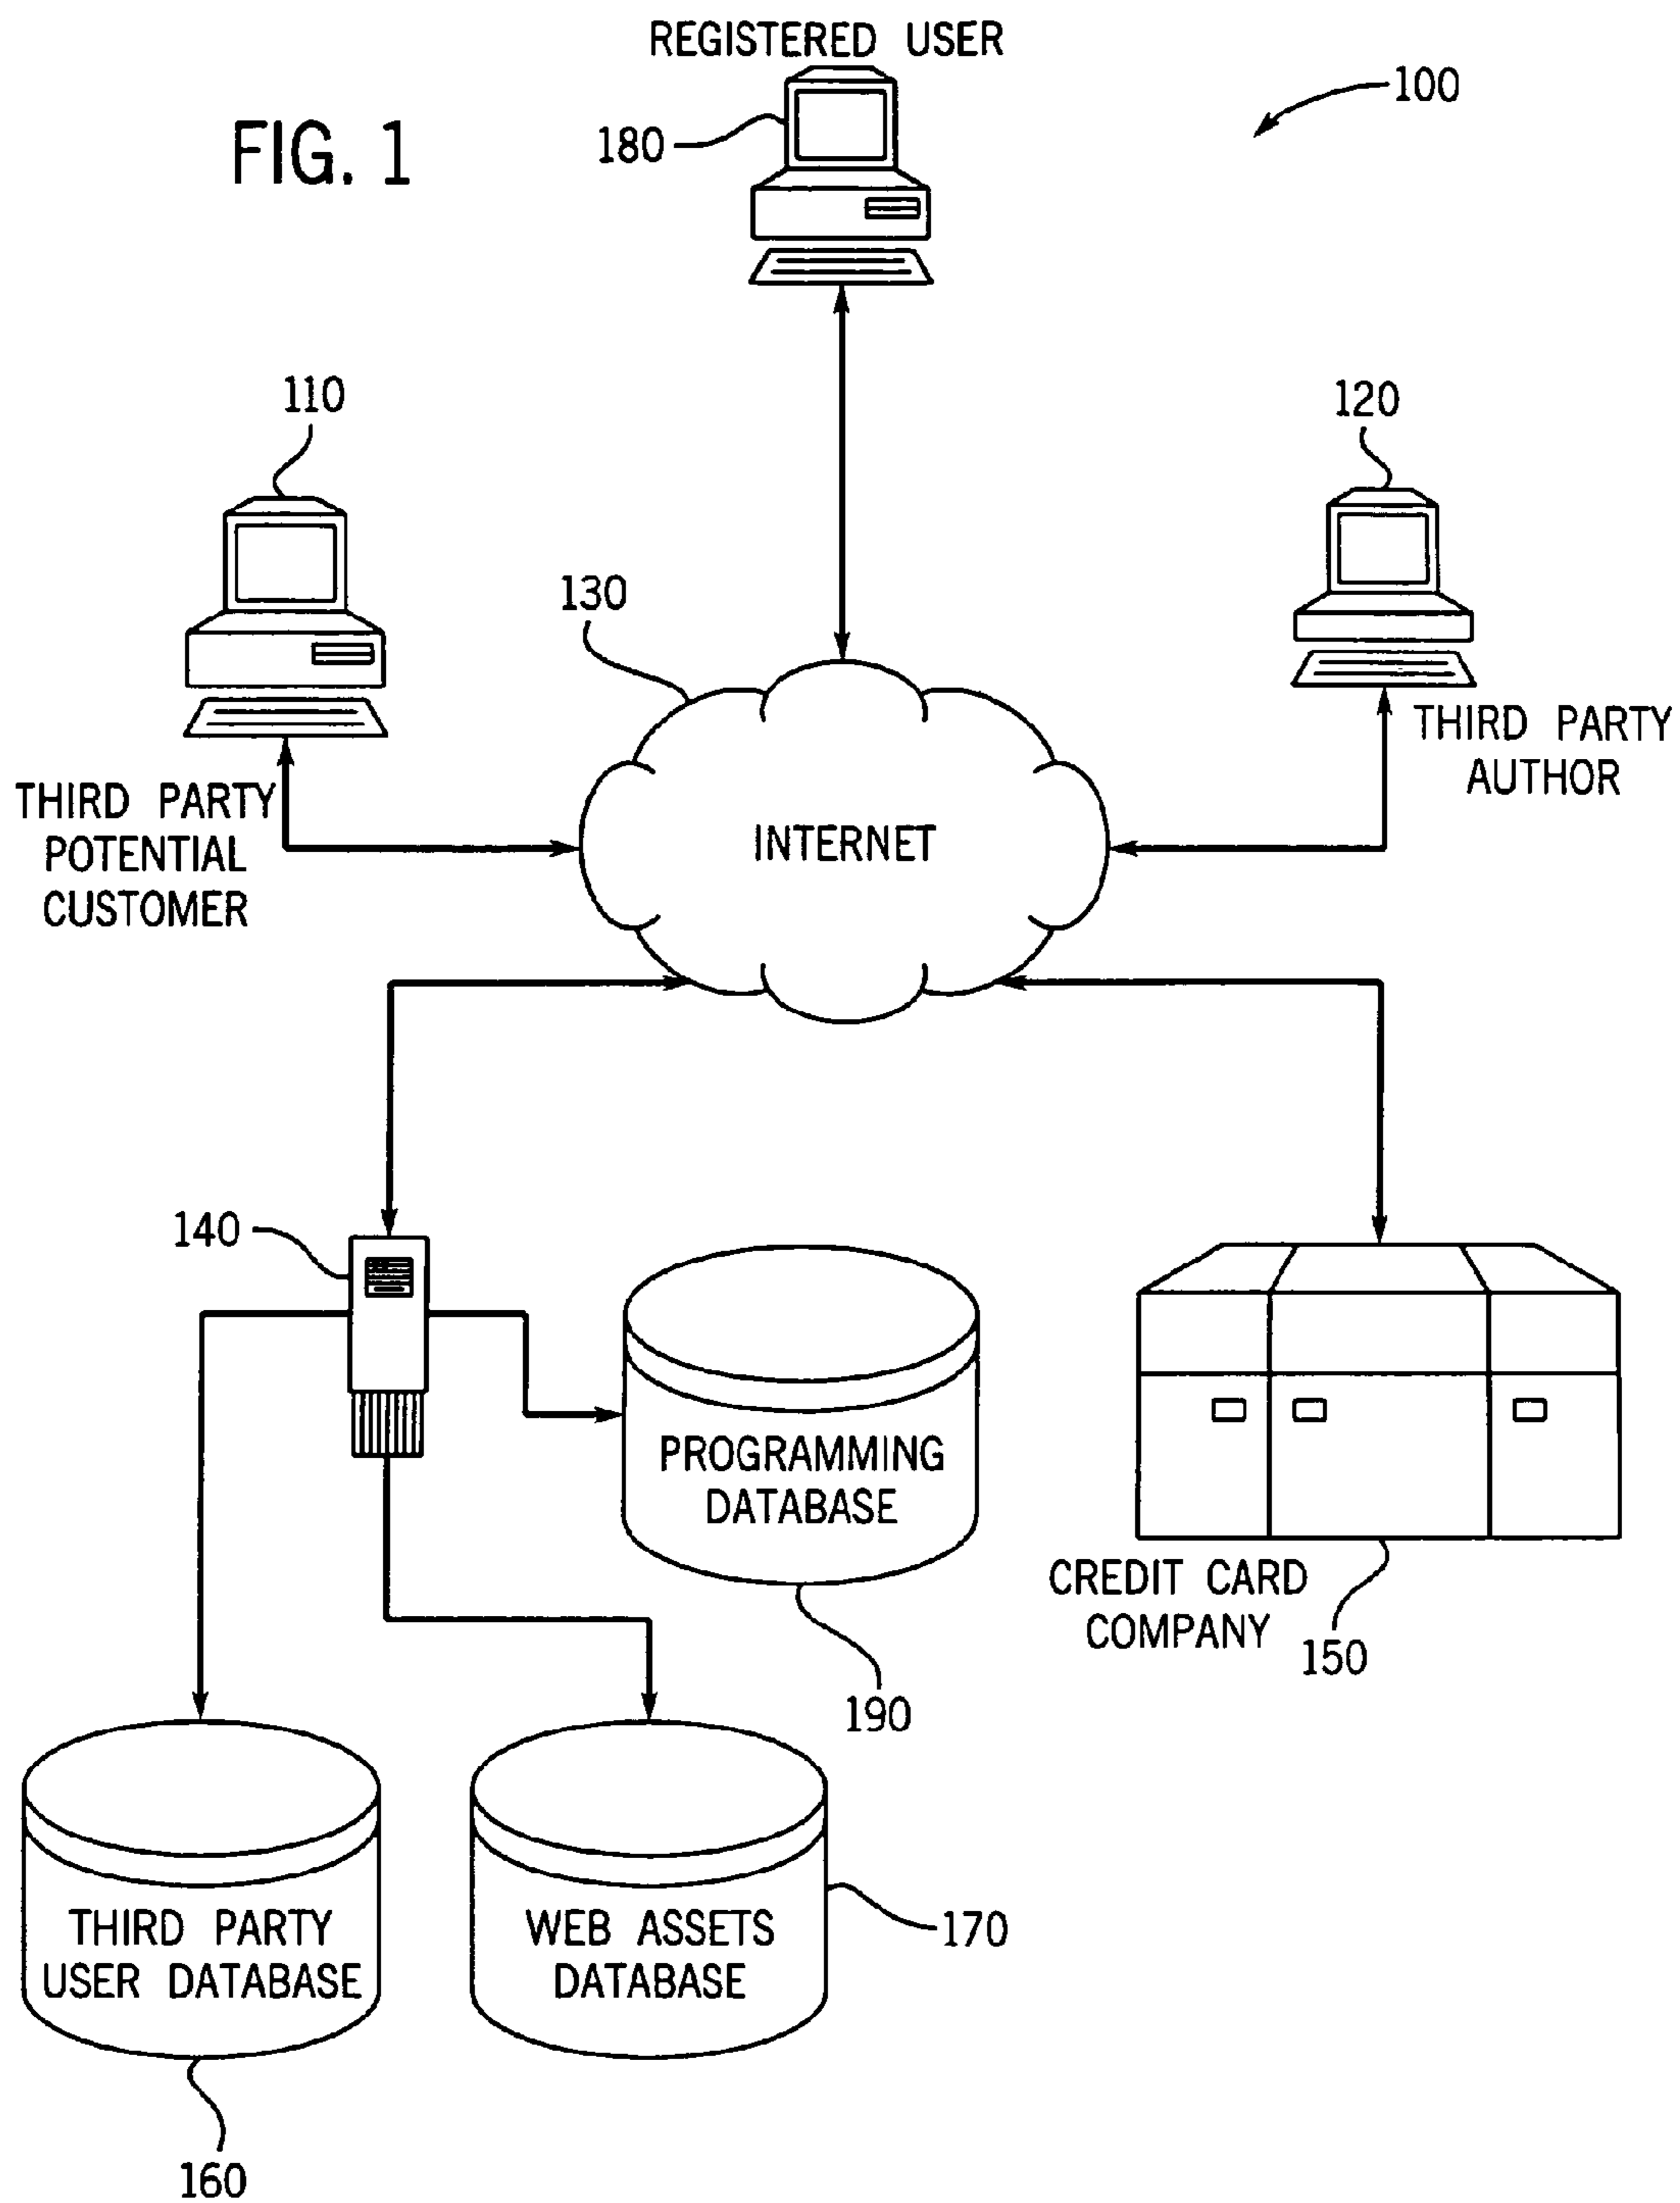 REGISTERED USER
100
FIG. 1
180
110
120
130
THIRD PARTY
AUTHOR
THIRD PARTY
POTENTIAL
CUSTOMER
INTERNET
140
PROGRAMMING
DATABASE
CREDIT CARD
COMPANY
150
190
THIRD PARTY
USER DATABASE
WEB ASSETS
DATABASE
170
160